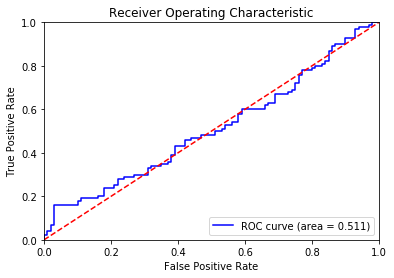 Receiver Operating Characteristic
True Positive Rate
1.0
0.8
0.6
0.4
0.2
0.0
0.0 0.2 0.4 0.6 0.8 1.0
False Positive Rate
ROC curve (area = 0.511)